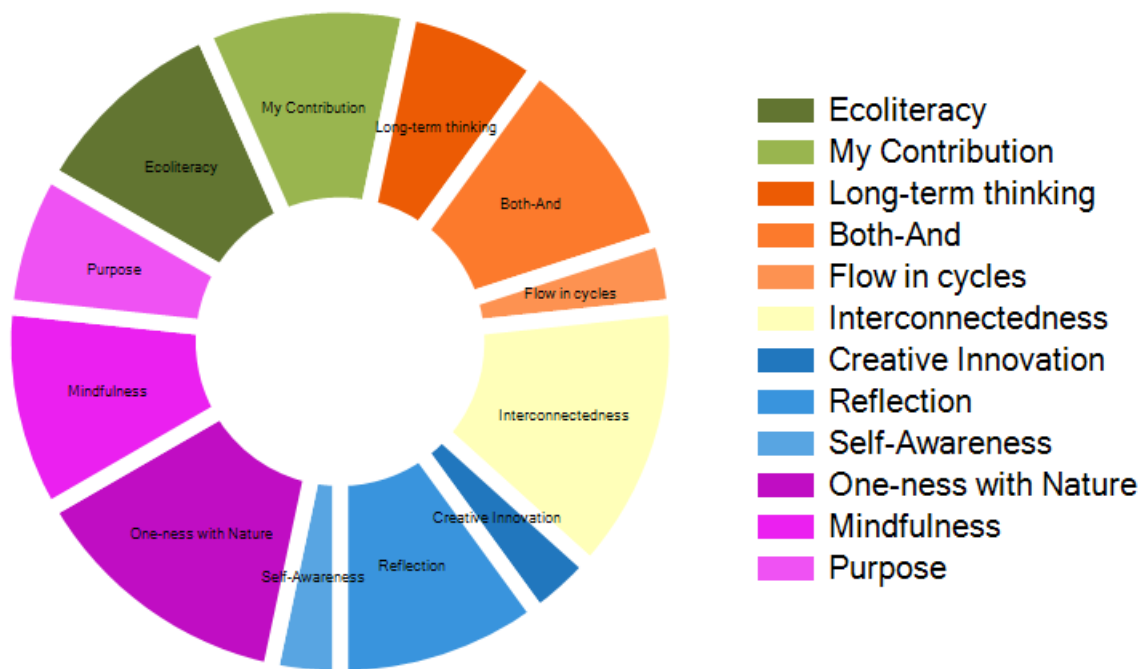 My Contribution
Long-term thinking
Ecoliteracy
Both-And
Purpose
Flow in cycles
Mindfulness
Interconnectedness
One-ness with Nature
Creative Innovation
Self-Awareness
Reflection
Ecoliteracy
My Contribution
Long-term thinking
Both-And
Flow in cycles
Interconnectedness
Creative Innovation
Reflection
Self-Awareness
One-ness with Nature
Mindfulness
Purpose